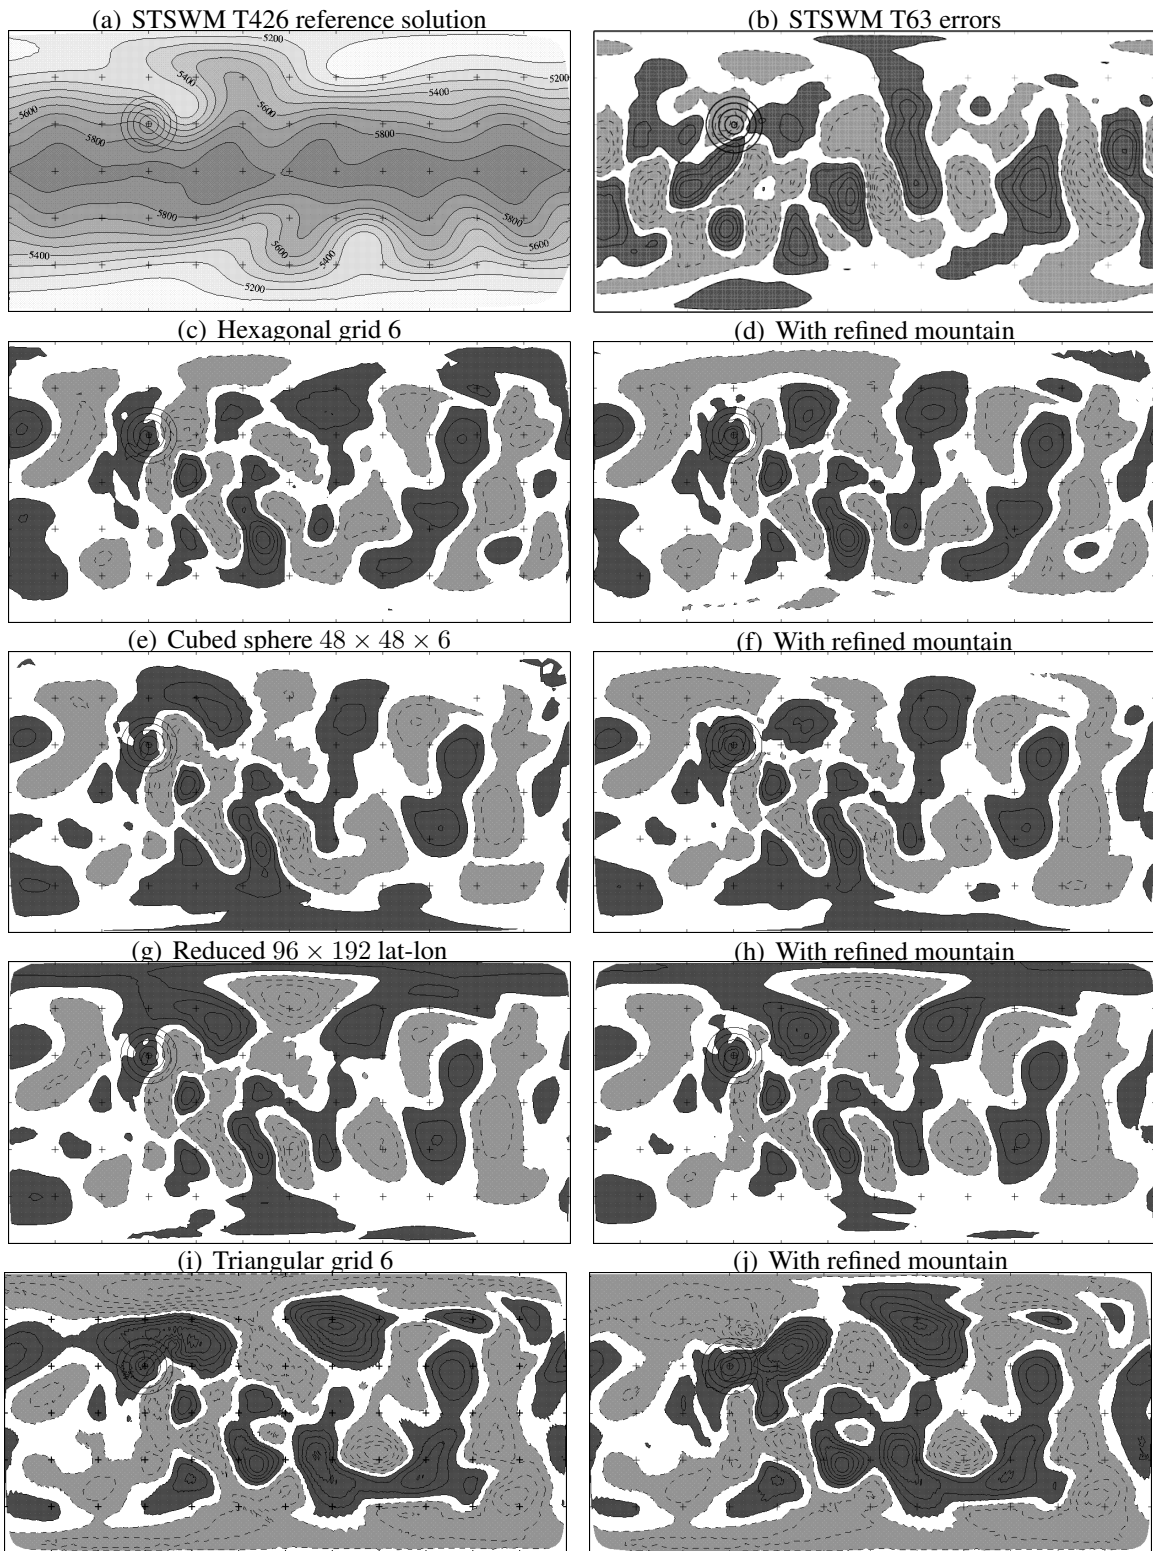 (a) STSWM T426 reference solution
(b) STSWM T63 errors
5200
5400
5200
5600
5600
5400
5800
5800
5800
5800
5600
5400
5600
5400
5200
(c) Hexagonal grid 6
(d) With refined mountain
(e) Cubed sphere 48 × 48 × 6
(f) With refined mountain
(g) Reduced 96 × 192 lat-lon
(h) With refined mountain
(i) Triangular grid 6
(j) With refined mountain